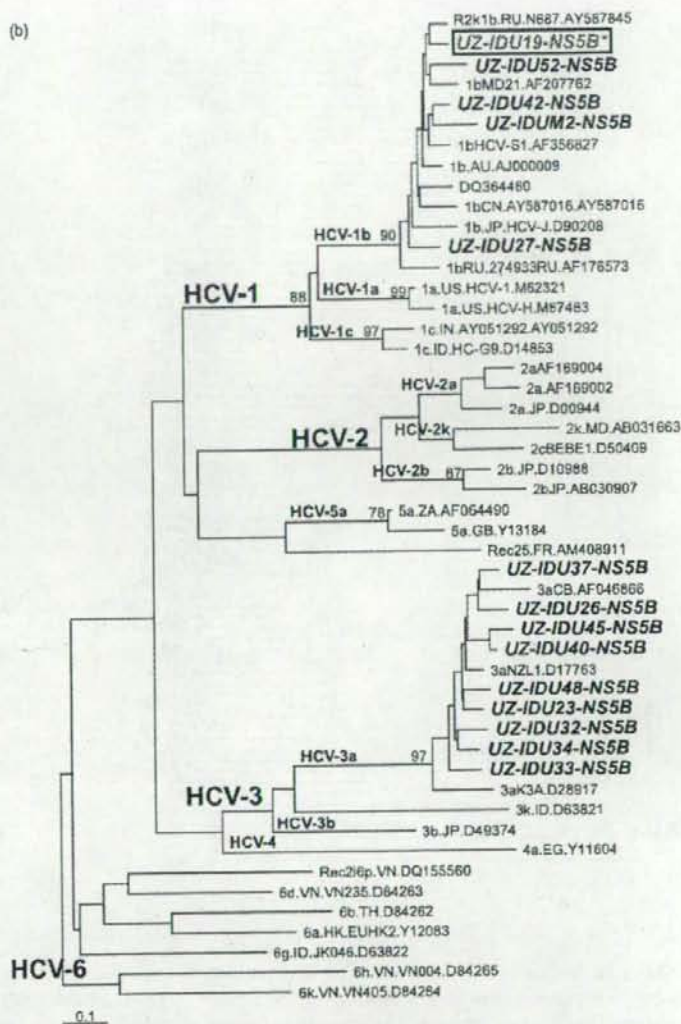 (b)
R2k1b.RU.N687.AY587845
UZ-IDU19-NS5B*
UZ-IDU52-NS5B
1bMD21.AF207762
UZ-IDU42-NS5B
UZ-IDUM2-NS5B
1bHCV-S1.AF356827
1b.AU.AJ000009
DQ364460
1bCN.AY587016.AY587016
HCV-1b 90
1b.JP.HCV-J.D90208
UZ-IDU27-NS5B
1bRU.274933RU.AF176573
HCV-1 88
HCV-1a 99
1a.US.HCV-1.M62321
1a.US.HCV-H.M67463
HCV-1c 97
1c.IN.AY051292.AY051292
1c.ID.HC-G9.D14853
2aAF169004
HCV-2a
2a.AF169002
2a.JP.D00944
HCV-2
HCV-2k
2k.MD.AB031663
2cBEBE1.D50409
HCV-2b 87
2b.JP.D10988
2bJP.AB030907
HCV-5a 78
5a.ZA.AF064490
5a.GB.Y13184
Rec25.FR.AM408911
UZ-IDU37-NS5B
3aCB.AF046866
UZ-IDU26-NS5B
UZ-IDU45-NS5B
UZ-IDU40-NS5B
3aNZL1.D17763
UZ-IDU48-NS5B
UZ-IDU23-NS5B
UZ-IDU32-NS5B
HCV-3a 97
UZ-IDU34-NS5B
UZ-IDU33-NS5B
3aK3A.D28917
HCV-3
3k.ID.D63821
HCV-3b
3b.JP.D49374
HCV-4
4a.EG.Y11604
Rec2i6p.VN.DQ155560
6d.VN.VN235.D84263
6b.TH.D84262
6a.HK.EUHK2.Y12083
6g.ID.JK046.D63822
HCV-6
6h.VN.VN004.D84265
6k.VN.VN405.D84264
0.1